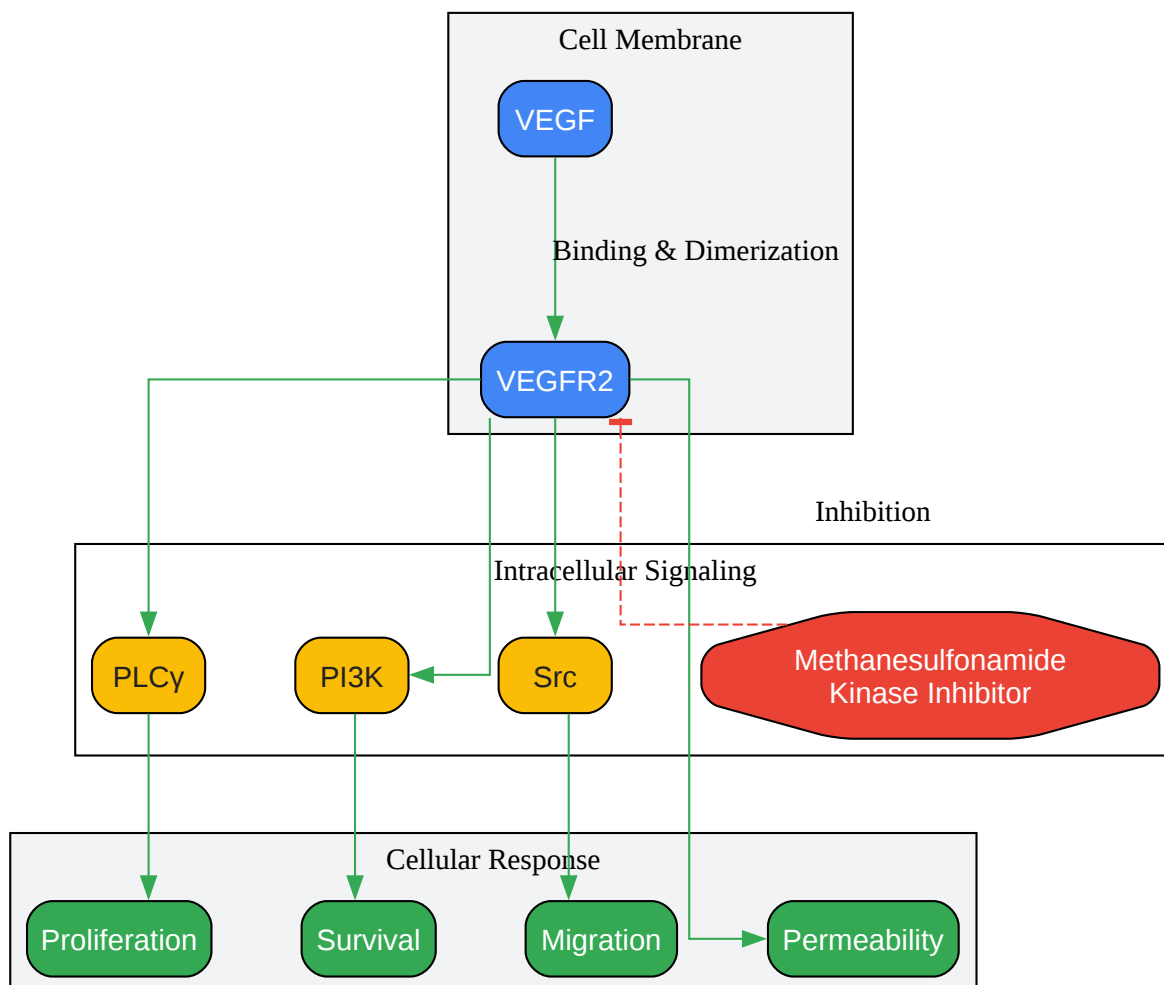 Cell Membrane
VEGF
Binding & Dimerization
VEGFR2
Inhibition
Intracellular Signaling
PLCγ
PI3K
Src
Methanesulfonamide
Kinase Inhibitor
Cellular Response
Proliferation
Survival
Migration
Permeability